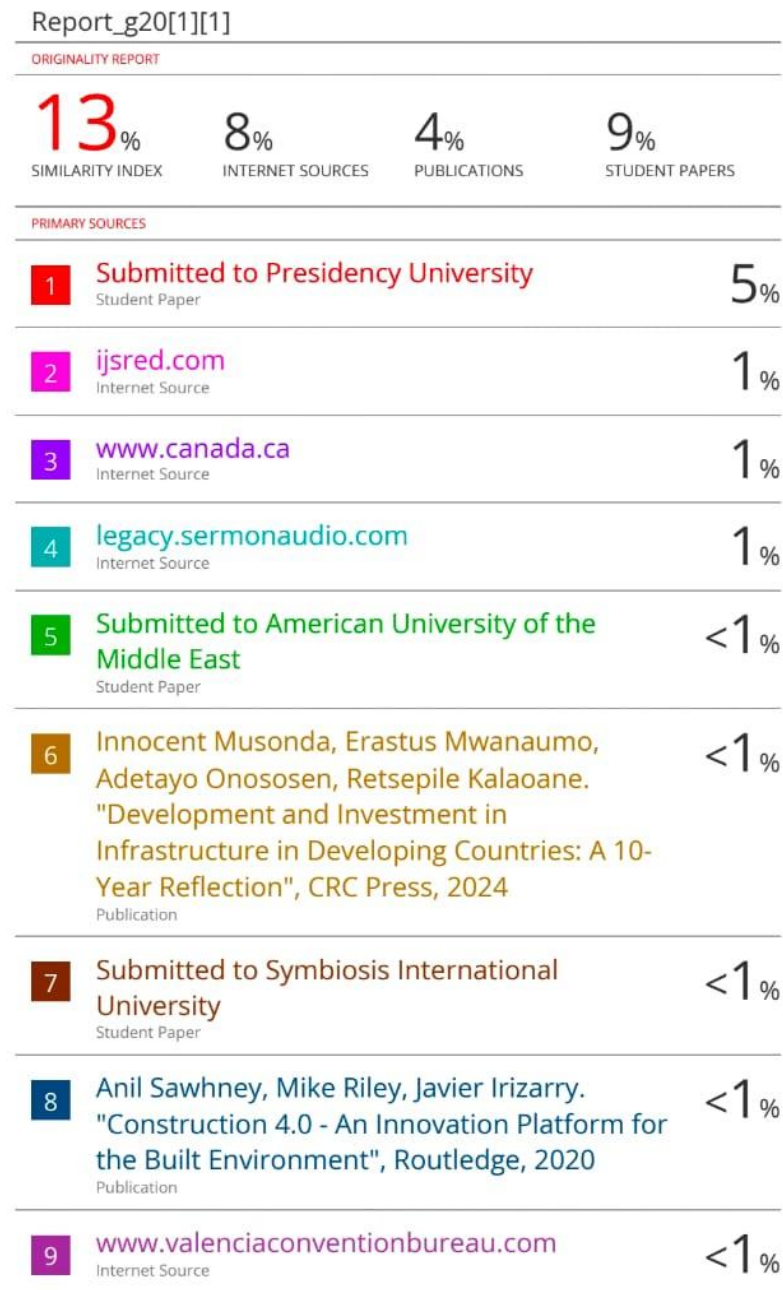 Report_g20[1][1]
ORIGINALITY REPORT
13% 8% 4% 9%
SIMILARITY INDEX INTERNET SOURCES PUBLICATIONS STUDENT PAPERS
PRIMARY SOURCES
1 Submitted to Presidency University 5%
Student Paper
2 ijsred.com 1%
Internet Source
3 www.canada.ca 1%
Internet Source
4 legacy.sermonaudio.com 1%
Internet Source
5 Submitted to American University of the <1%
Middle East
Student Paper
6 Innocent Musonda, Erastus Mwanaumo, <1%
Adetayo Onososen, Retsepile Kalaoane.
"Development and Investment in
Infrastructure in Developing Countries: A 10-
Year Reflection", CRC Press, 2024
Publication
7 Submitted to Symbiosis International <1%
University
Student Paper
8 Anil Sawhney, Mike Riley, Javier Irizarry. <1%
"Construction 4.0 - An Innovation Platform for
the Built Environment", Routledge, 2020
Publication
9 www.valenciaconventionbureau.com <1%
Internet Source